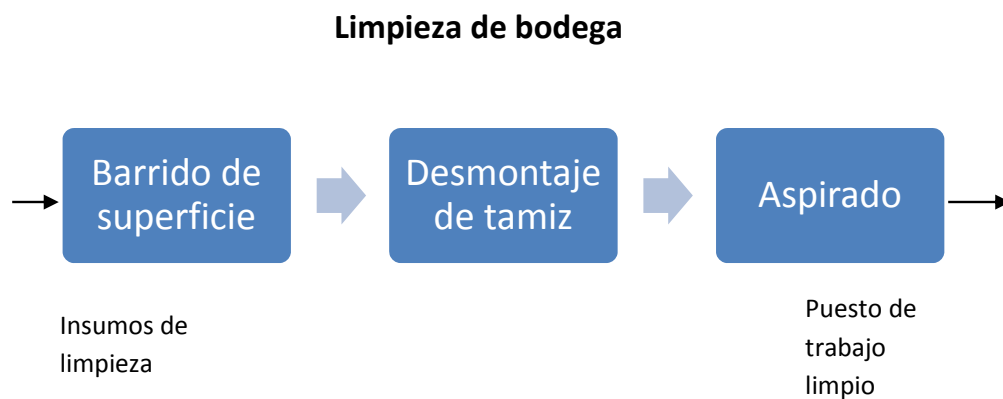 Limpieza de bodega
Barrido de
superficie
Desmontaje
de tamiz
Aspirado
Insumos de
limpieza
Puesto de
trabajo
limpio